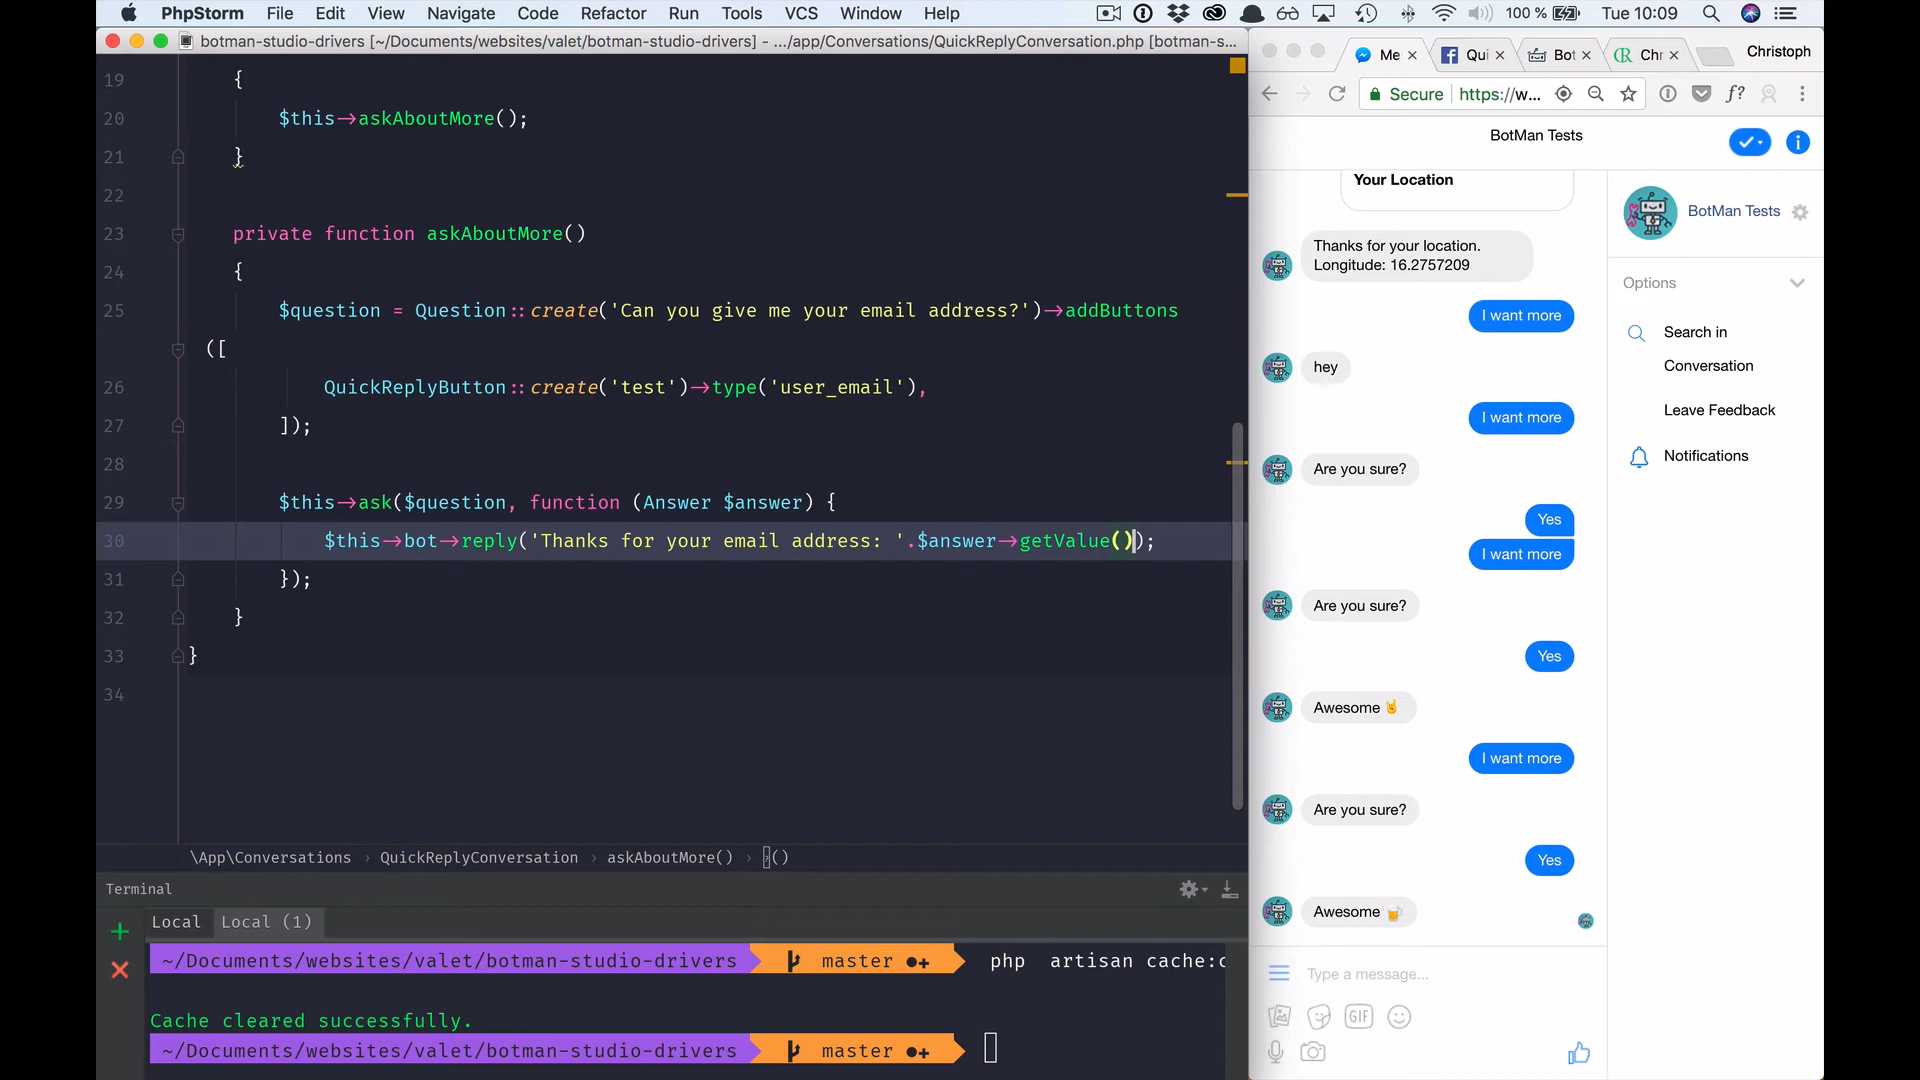 PhpStorm File Edit View Navigate Code Refactor Run Tools VCS Window Help 100 % Tue 10:09
botman-studio-drivers [~/Documents/websites/valet/botman-studio-drivers] - .../app/Conversations/QuickReplyConversation.php [botman-s...
19 {
20 $this->askAboutMore();
21 }
22
23 private function askAboutMore()
24 {
25 $question = Question::create('Can you give me your email address?')->addButtons
([
26 QuickReplyButton::create('test')->type('user_email'),
27 ]);
28
29 $this->ask($question, function (Answer $answer) {
30 $this->bot->reply('Thanks for your email address: '.$answer->getValue());
31 });
32 }
33 }
34
\App\Conversations › QuickReplyConversation › askAboutMore() › ()
Terminal
Local Local (1)
~/Documents/websites/valet/botman-studio-drivers master ●+ php artisan cache:c
Cache cleared successfully.
~/Documents/websites/valet/botman-studio-drivers master ●+
Me × Qui × Bot × Chr × Christoph
Secure https://w... f?
BotMan Tests
Your Location
Thanks for your location.
Longitude: 16.2757209
I want more
hey
I want more
Are you sure?
Yes
I want more
Are you sure?
Yes
Awesome 🤘
I want more
Are you sure?
Yes
Awesome 🍺
Type a message...
GIF
BotMan Tests
Options
Search in
Conversation
Leave Feedback
Notifications